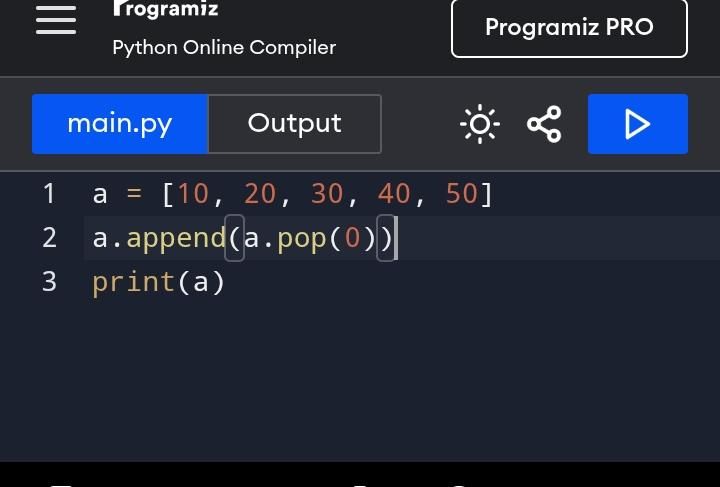 Programiz
Python Online Compiler
Programiz PRO
main.py
Output
1 a = [10, 20, 30, 40, 50]
2 a.append(a.pop(0))
3 print(a)